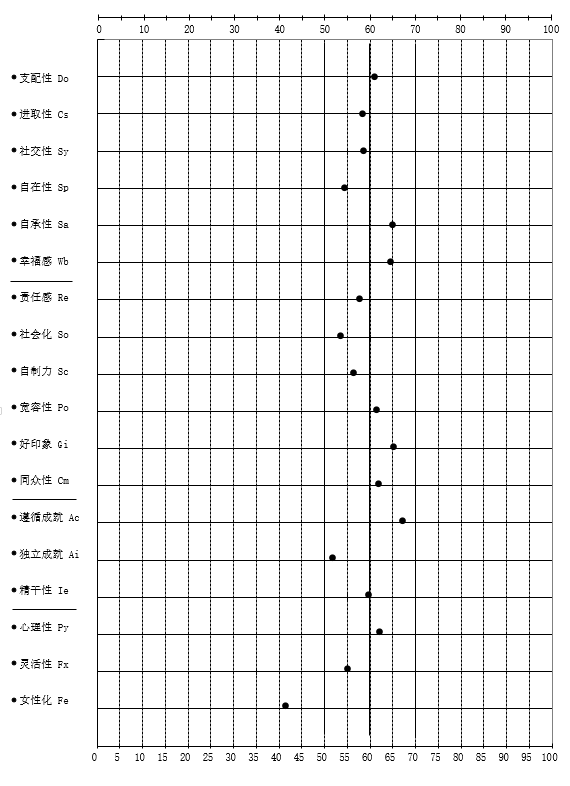 0 10 20 30 40 50 60 70 80 90 100
● 支配性 Do
● 进取性 Cs
● 社交性 Sy
● 自在性 Sp
● 自承性 Sa
● 幸福感 Wb
● 责任感 Re
● 社会化 So
● 自制力 Sc
● 宽容性 Po
● 好印象 Gi
● 同众性 Cm
● 遵循成就 Ac
● 独立成就 Ai
● 精干性 Ie
● 心理性 Py
● 灵活性 Fx
● 女性化 Fe
0 5 10 15 20 25 30 35 40 45 50 55 60 65 70 75 80 85 90 95 100